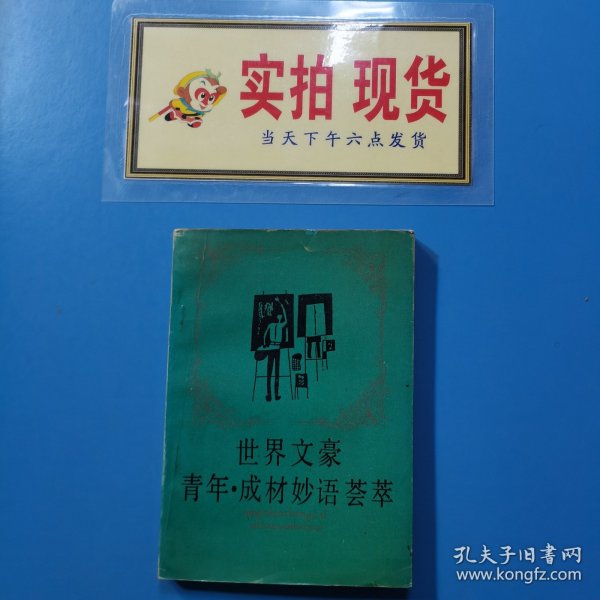 实拍 现货
当天下午六点发货
世界文豪
青年·成材妙语荟萃
孔夫子旧书网
www.kongfz.com